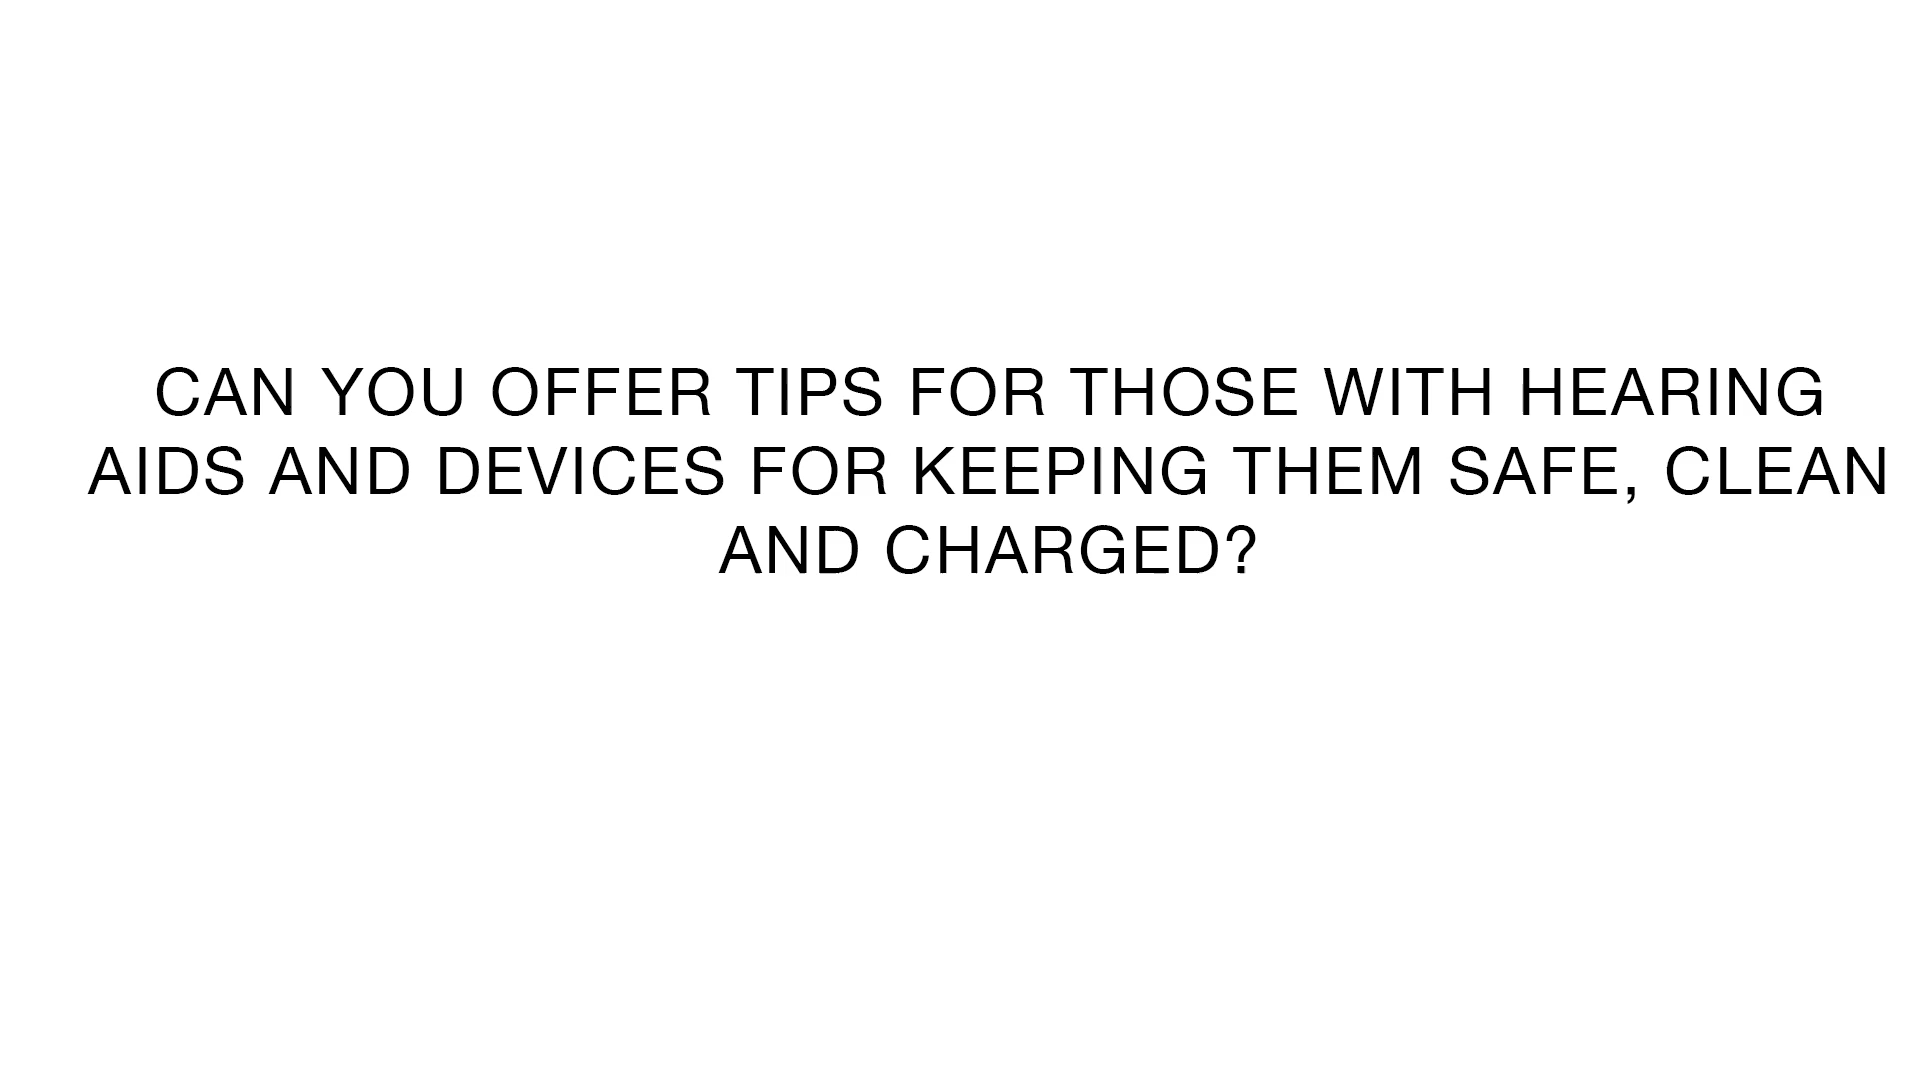 CAN YOU OFFER TIPS FOR THOSE WITH HEARING
AIDS AND DEVICES FOR KEEPING THEM SAFE, CLEAN
AND CHARGED?